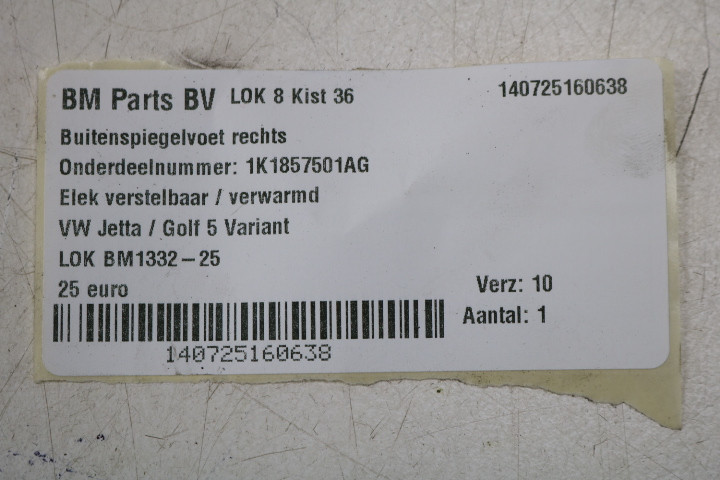 BM Parts BV LOK 8 Kist 36 140725160638
Buitenspiegelvoet rechts
Onderdeelnummer: 1K1857501AG
Elek verstelbaar / verwarmd
VW Jetta / Golf 5 Variant
LOK BM1332-25
25 euro Verz: 10
Aantal: 1
140725160638